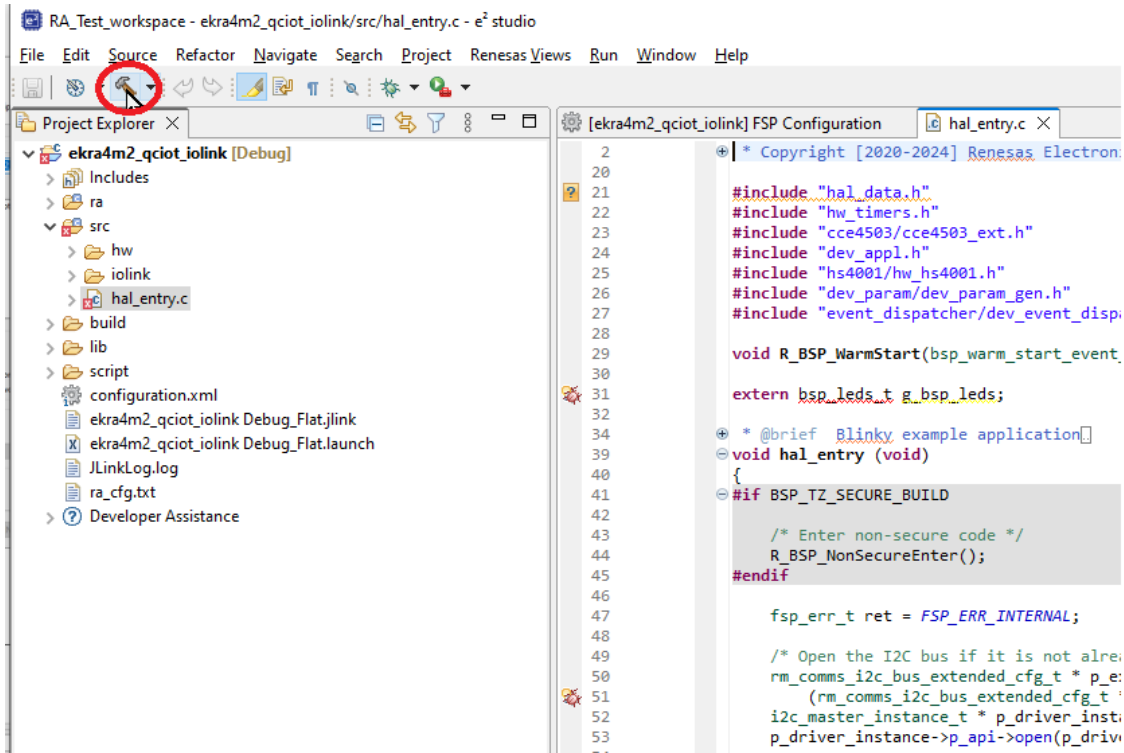 RA_Test_workspace - ekra4m2_qciot_iolink/src/hal_entry.c - e² studio
File Edit Source Refactor Navigate Search Project Renesas Views Run Window Help
Project Explorer
ekra4m2_qciot_iolink [Debug]
Includes
ra
src
hw
iolink
hal_entry.c
build
lib
script
configuration.xml
ekra4m2_qciot_iolink Debug_Flat.jlink
ekra4m2_qciot_iolink Debug_Flat.launch
JLinkLog.log
ra_cfg.txt
Developer Assistance
[ekra4m2_qciot_iolink] FSP Configuration
hal_entry.c
2 * Copyright [2020-2024] Renesas Electron
20
21 #include "hal_data.h"
22 #include "hw_timers.h"
23 #include "cce4503/cce4503_ext.h"
24 #include "dev_appl.h"
25 #include "hs4001/hw_hs4001.h"
26 #include "dev_param/dev_param_gen.h"
27 #include "event_dispatcher/dev_event_disp
28
29 void R_BSP_WarmStart(bsp_warm_start_event_
30
31 extern bsp_leds_t g_bsp_leds;
32
34 * @brief Blinky example application
39 void hal_entry (void)
40 {
41 #if BSP_TZ_SECURE_BUILD
42
43 /* Enter non-secure code */
44 R_BSP_NonSecureEnter();
45 #endif
46
47 fsp_err_t ret = FSP_ERR_INTERNAL;
48
49 /* Open the I2C bus if it is not alrea
50 rm_comms_i2c_bus_extended_cfg_t * p_ex
51 (rm_comms_i2c_bus_extended_cfg_t *
52 i2c_master_instance_t * p_driver_insta
53 p_driver_instance->p_api->open(p_drive